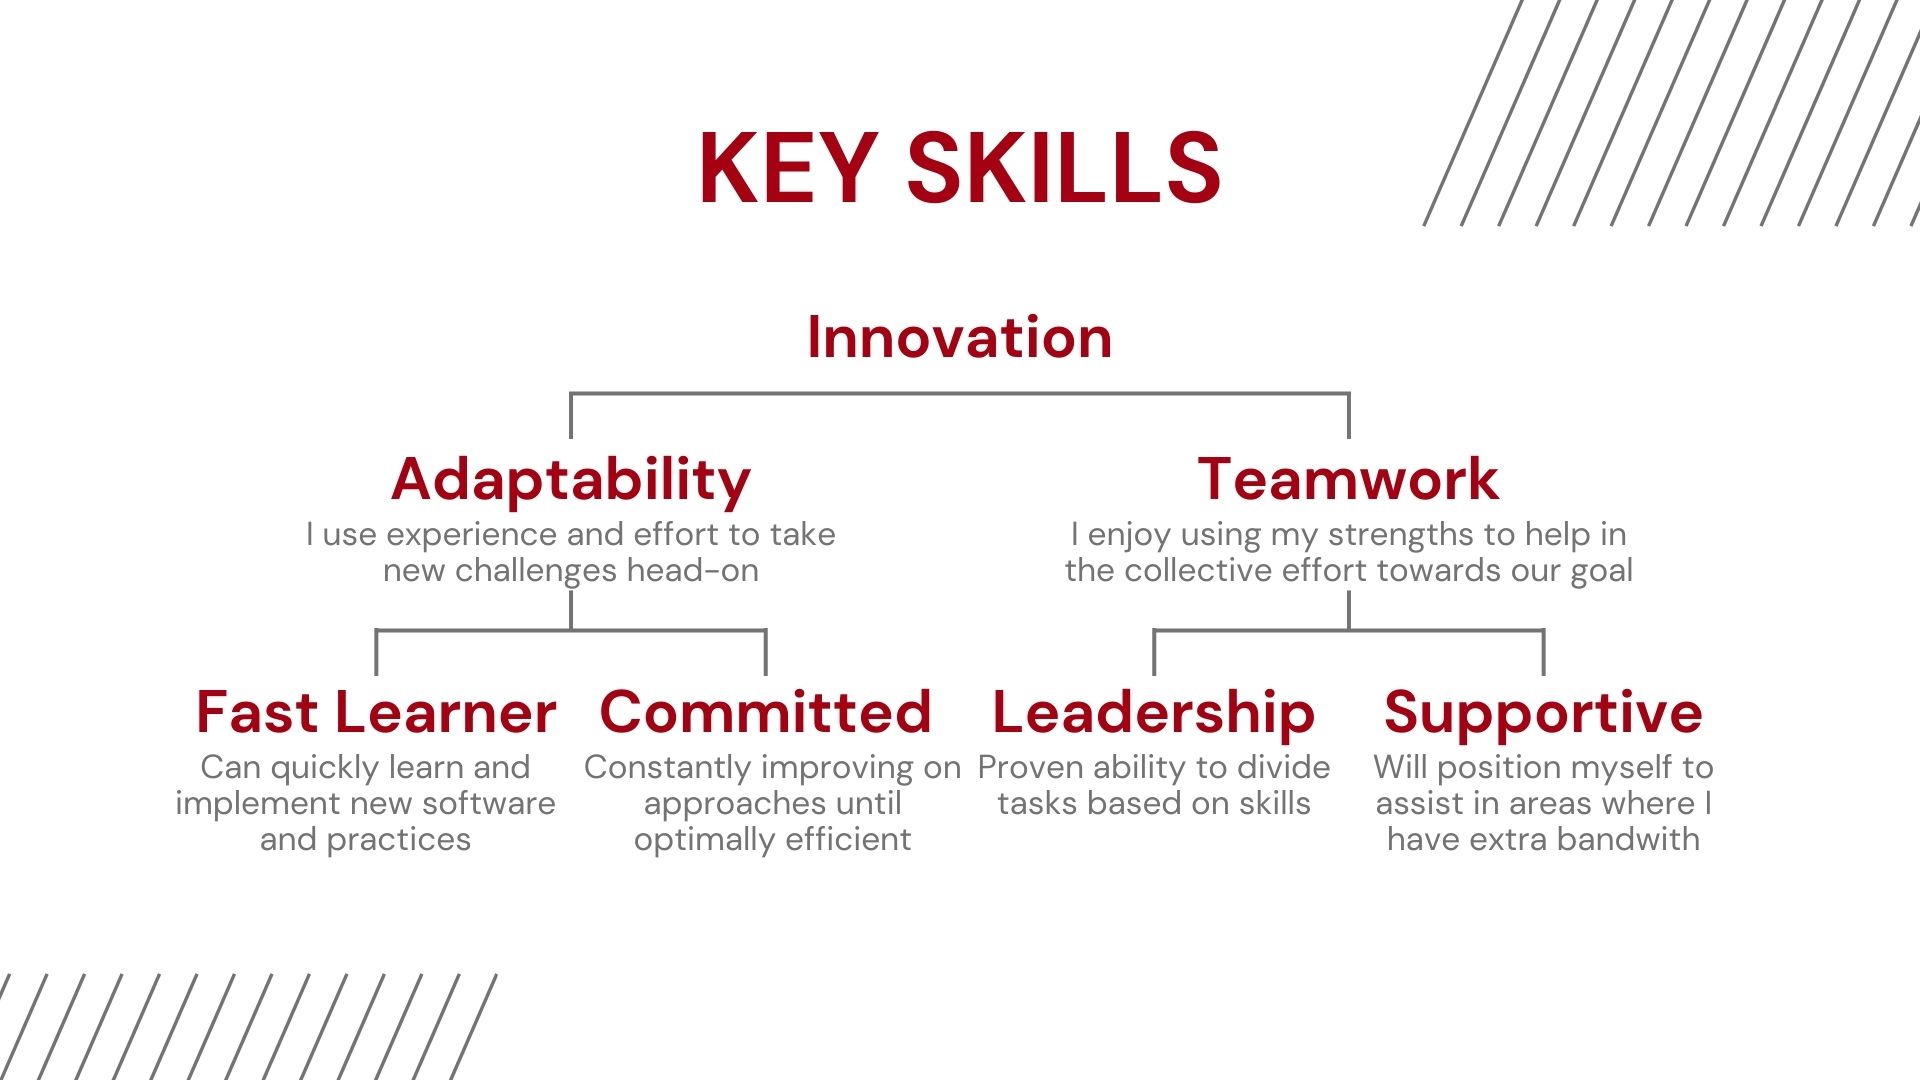 KEY SKILLS
Innovation
Adaptability
I use experience and effort to take
new challenges head-on
Teamwork
I enjoy using my strengths to help in
the collective effort towards our goal
Fast Learner
Can quickly learn and
implement new software
and practices
Committed
Constantly improving on
approaches until
optimally efficient
Leadership
Proven ability to divide
tasks based on skills
Supportive
Will position myself to
assist in areas where I
have extra bandwith